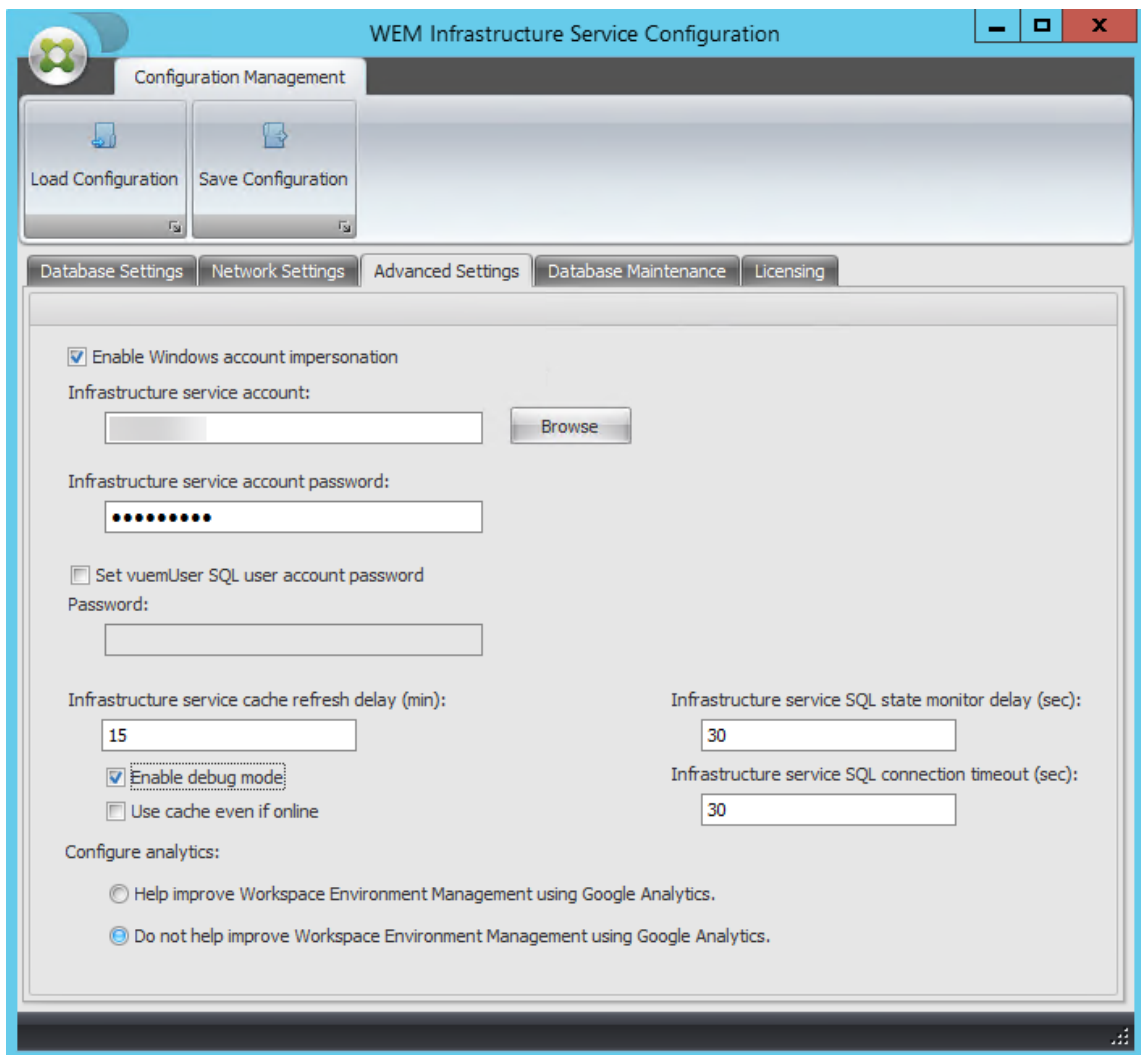 WEM Infrastructure Service Configuration
Configuration Management
Load Configuration
Save Configuration
Database Settings
Network Settings
Advanced Settings
Database Maintenance
Licensing
Enable Windows account impersonation
Infrastructure service account:
Browse
Infrastructure service account password:
•••••••••
Set vuemUser SQL user account password
Password:
Infrastructure service cache refresh delay (min):
15
Enable debug mode
Use cache even if online
Infrastructure service SQL state monitor delay (sec):
30
Infrastructure service SQL connection timeout (sec):
30
Configure analytics:
Help improve Workspace Environment Management using Google Analytics.
Do not help improve Workspace Environment Management using Google Analytics.